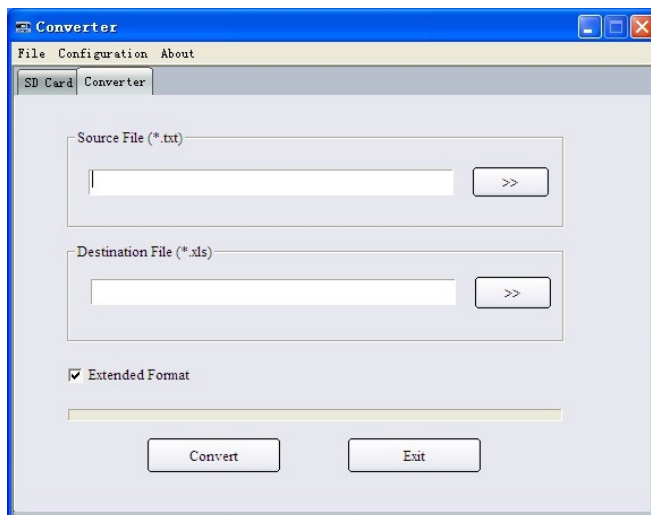 Converter
File Configuration About
SD Card Converter
Source File (*.txt)
>>
Destination File (*.xls)
>>
Extended Format
Convert Exit